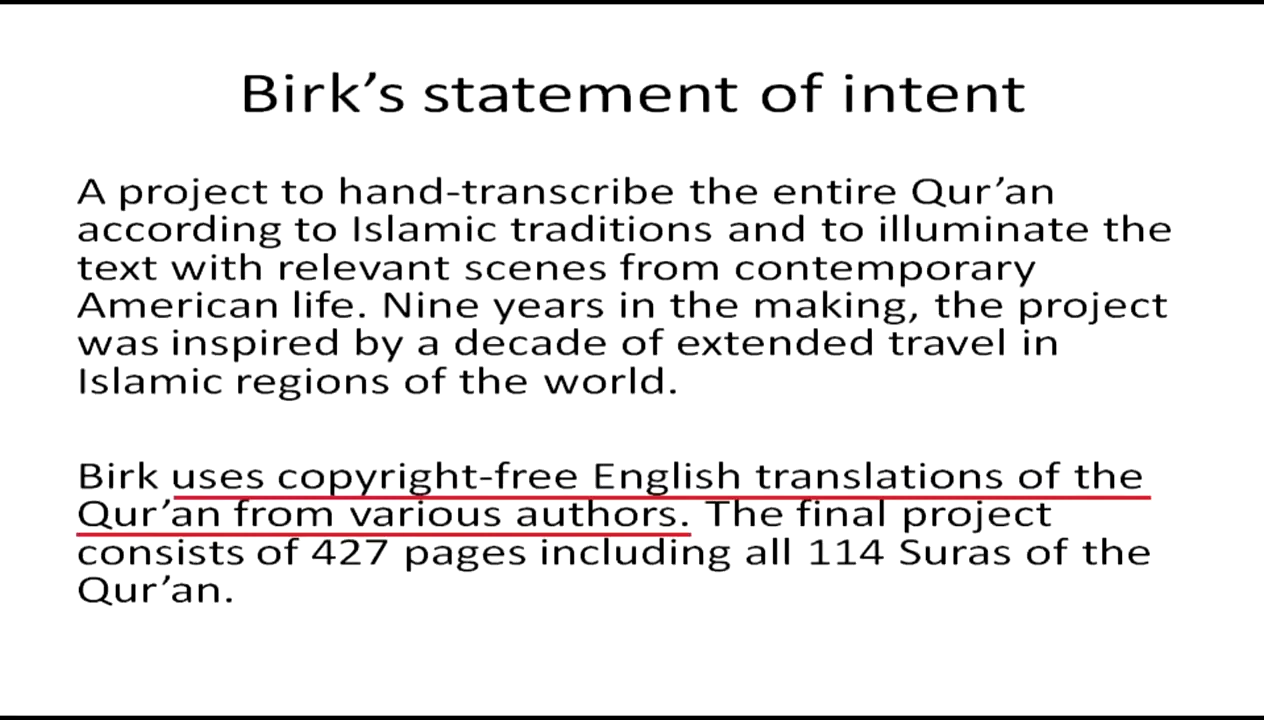 Birk’s statement of intent
A project to hand-transcribe the entire Qur’an
according to Islamic traditions and to illuminate the
text with relevant scenes from contemporary
American life. Nine years in the making, the project
was inspired by a decade of extended travel in
Islamic regions of the world.
Birk uses copyright-free English translations of the
Qur’an from various authors. The final project
consists of 427 pages including all 114 Suras of the
Qur’an.